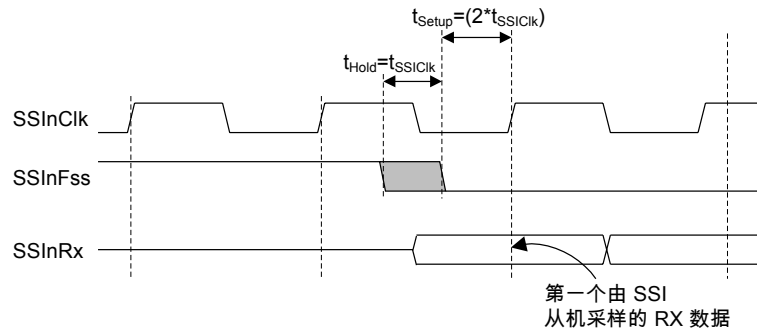 tSetup=(2*tSSIClk)
tHold=tSSIClk
SSInClk
SSInFss
SSInRx
第一个由 SSI
从机采样的 RX 数据